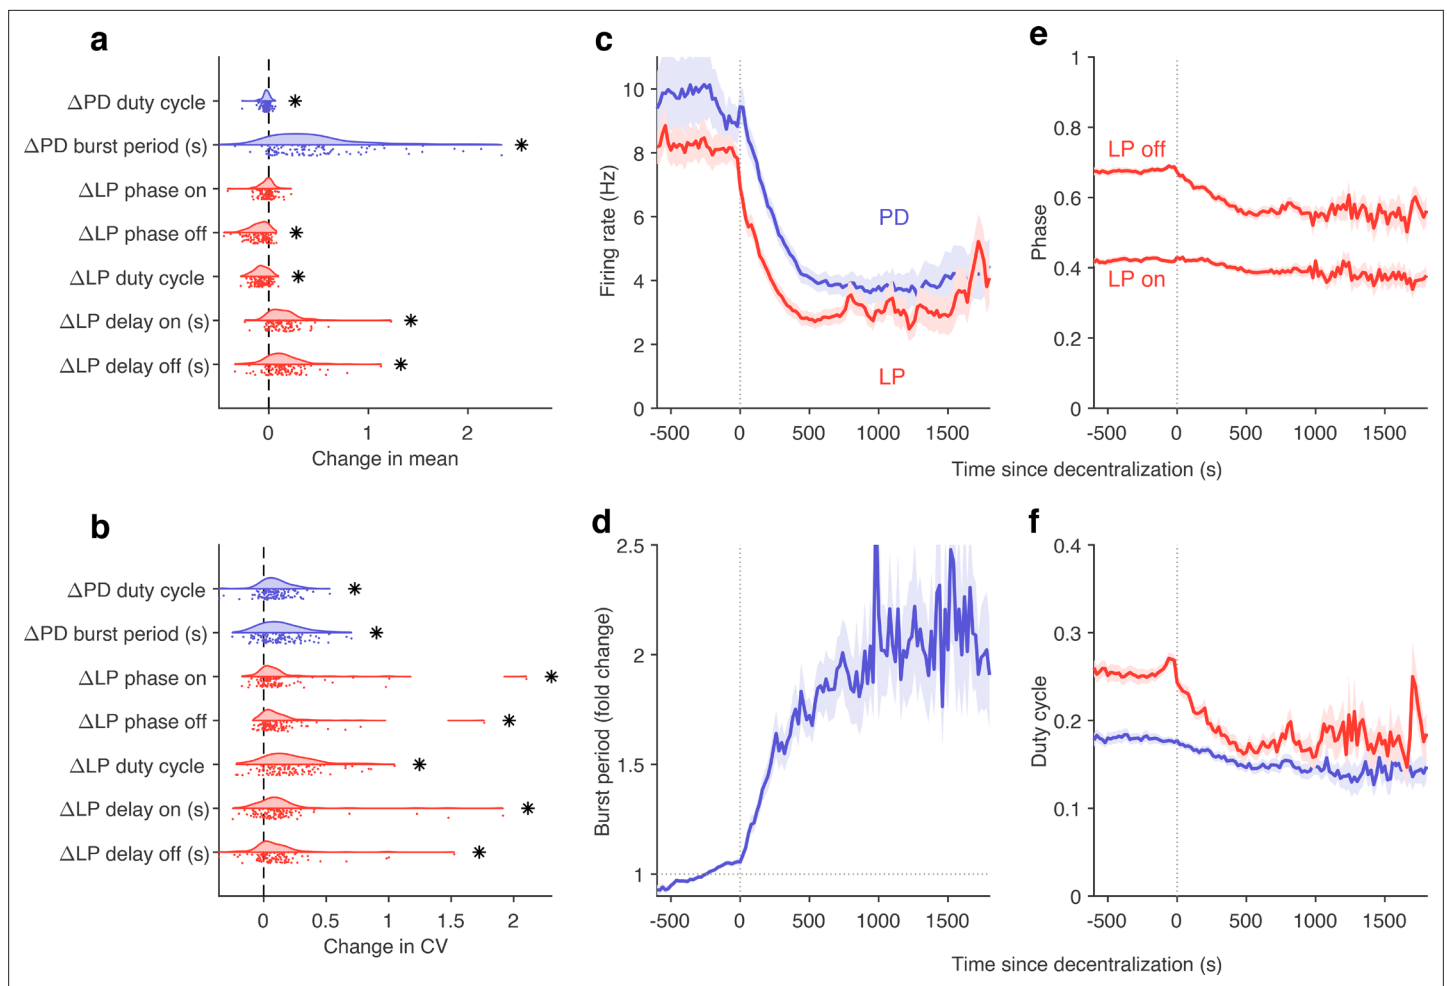 a
ΔPD duty cycle
ΔPD burst period (s)
ΔLP phase on
ΔLP phase off
ΔLP duty cycle
ΔLP delay on (s)
ΔLP delay off (s)
* * * * * *
0 1 2
Change in mean
b
ΔPD duty cycle
ΔPD burst period (s)
ΔLP phase on
ΔLP phase off
ΔLP duty cycle
ΔLP delay on (s)
ΔLP delay off (s)
* * * * * * *
0 0.5 1 1.5 2
Change in CV
c
Firing rate (Hz)
10
8
6
4
2
0
PD
LP
-500 0 500 1000 1500
d
Burst period (fold change)
2.5
2
1.5
1
-500 0 500 1000 1500
e
Phase
1
0.8
0.6
0.4
0.2
0
LP off
LP on
-500 0 500 1000 1500
Time since decentralization (s)
f
Duty cycle
0.4
0.3
0.2
0.1
0
-500 0 500 1000 1500
Time since decentralization (s)